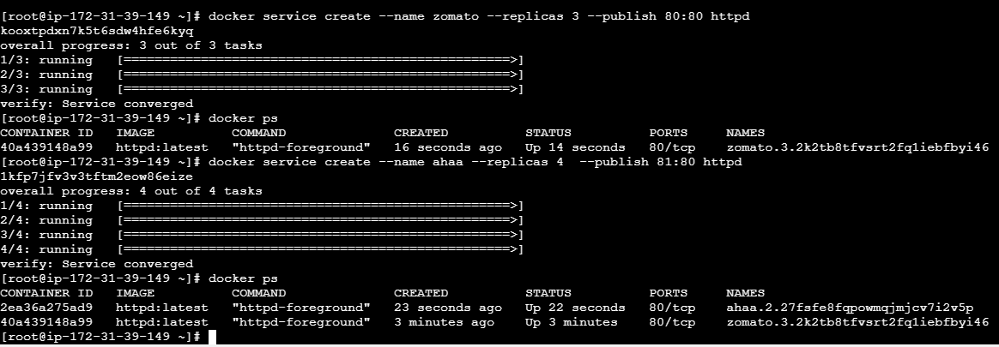 [root@ip-172-31-39-149 ~]# docker service create --name zomato --replicas 3 --publish 80:80 httpd
kooxtpdxn7k5t6sdw4hfe6kyq
overall progress: 3 out of 3 tasks
1/3: running   [==================================================>]
2/3: running   [==================================================>]
3/3: running   [==================================================>]
verify: Service converged
[root@ip-172-31-39-149 ~]# docker ps
CONTAINER ID   IMAGE          COMMAND              CREATED          STATUS          PORTS     NAMES
40a439148a99   httpd:latest   "httpd-foreground"   16 seconds ago   Up 14 seconds   80/tcp    zomato.3.2k2tb8tfvsrt2fq1iebfbyi46
[root@ip-172-31-39-149 ~]# docker service create --name ahaa --replicas 4  --publish 81:80 httpd
1kfp7jfv3v3tftm2eow86eize
overall progress: 4 out of 4 tasks
1/4: running   [==================================================>]
2/4: running   [==================================================>]
3/4: running   [==================================================>]
4/4: running   [==================================================>]
verify: Service converged
[root@ip-172-31-39-149 ~]# docker ps
CONTAINER ID   IMAGE          COMMAND              CREATED          STATUS          PORTS     NAMES
2ea36a275ad9   httpd:latest   "httpd-foreground"   23 seconds ago   Up 22 seconds   80/tcp    ahaa.2.27fsfe8fqpowmqjmjcv7i2v5p
40a439148a99   httpd:latest   "httpd-foreground"   3 minutes ago    Up 3 minutes    80/tcp    zomato.3.2k2tb8tfvsrt2fq1iebfbyi46
[root@ip-172-31-39-149 ~]#